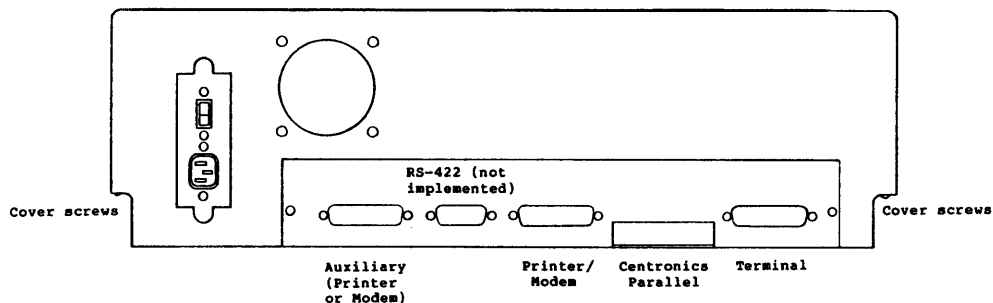 RS-422 (not
implemented)
Cover screws
Cover screws
Auxiliary
(Printer
or Modem)
Printer/
Modem
Centronics
Parallel
Terminal